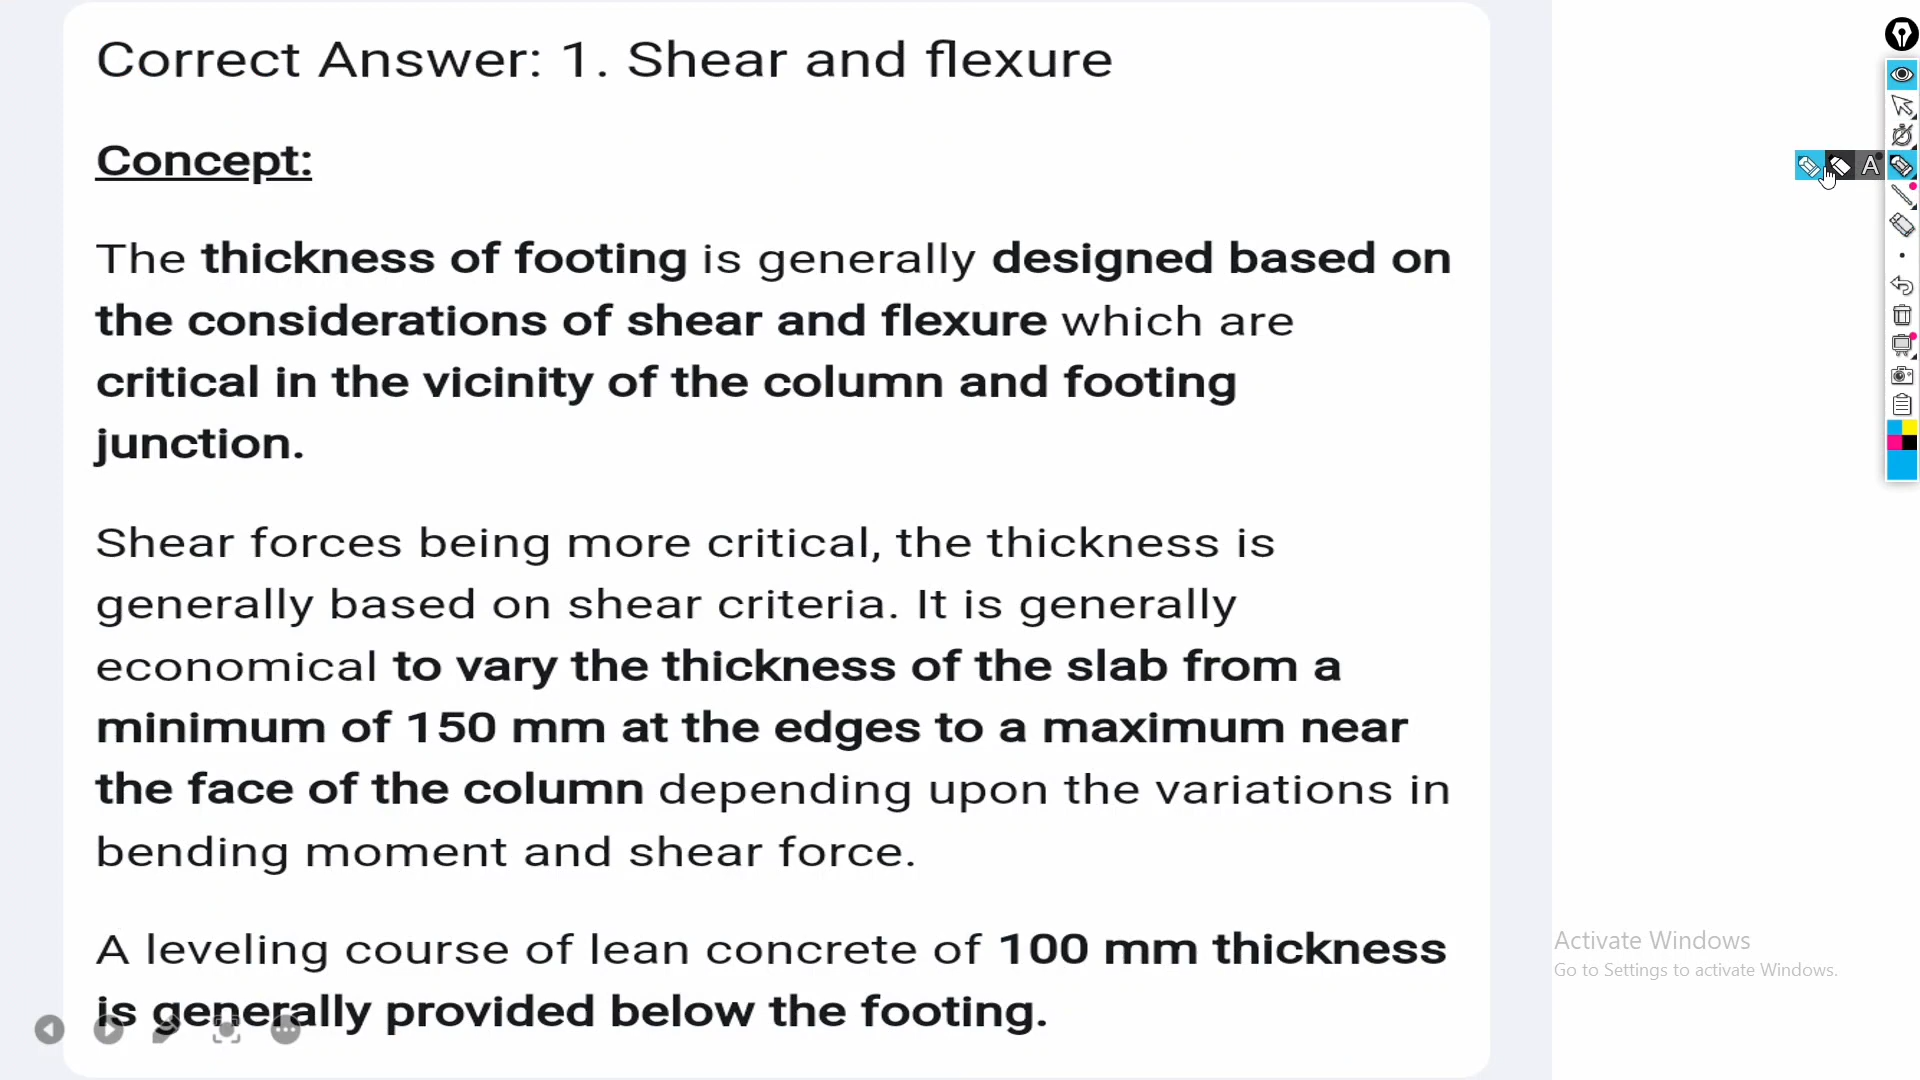 Correct Answer: 1. Shear and flexure
Concept:
The thickness of footing is generally designed based on
the considerations of shear and flexure which are
critical in the vicinity of the column and footing
junction.
Shear forces being more critical, the thickness is
generally based on shear criteria. It is generally
economical to vary the thickness of the slab from a
minimum of 150 mm at the edges to a maximum near
the face of the column depending upon the variations in
bending moment and shear force.
A leveling course of lean concrete of 100 mm thickness
is generally provided below the footing.
A
Activate Windows
Go to Settings to activate Windows.